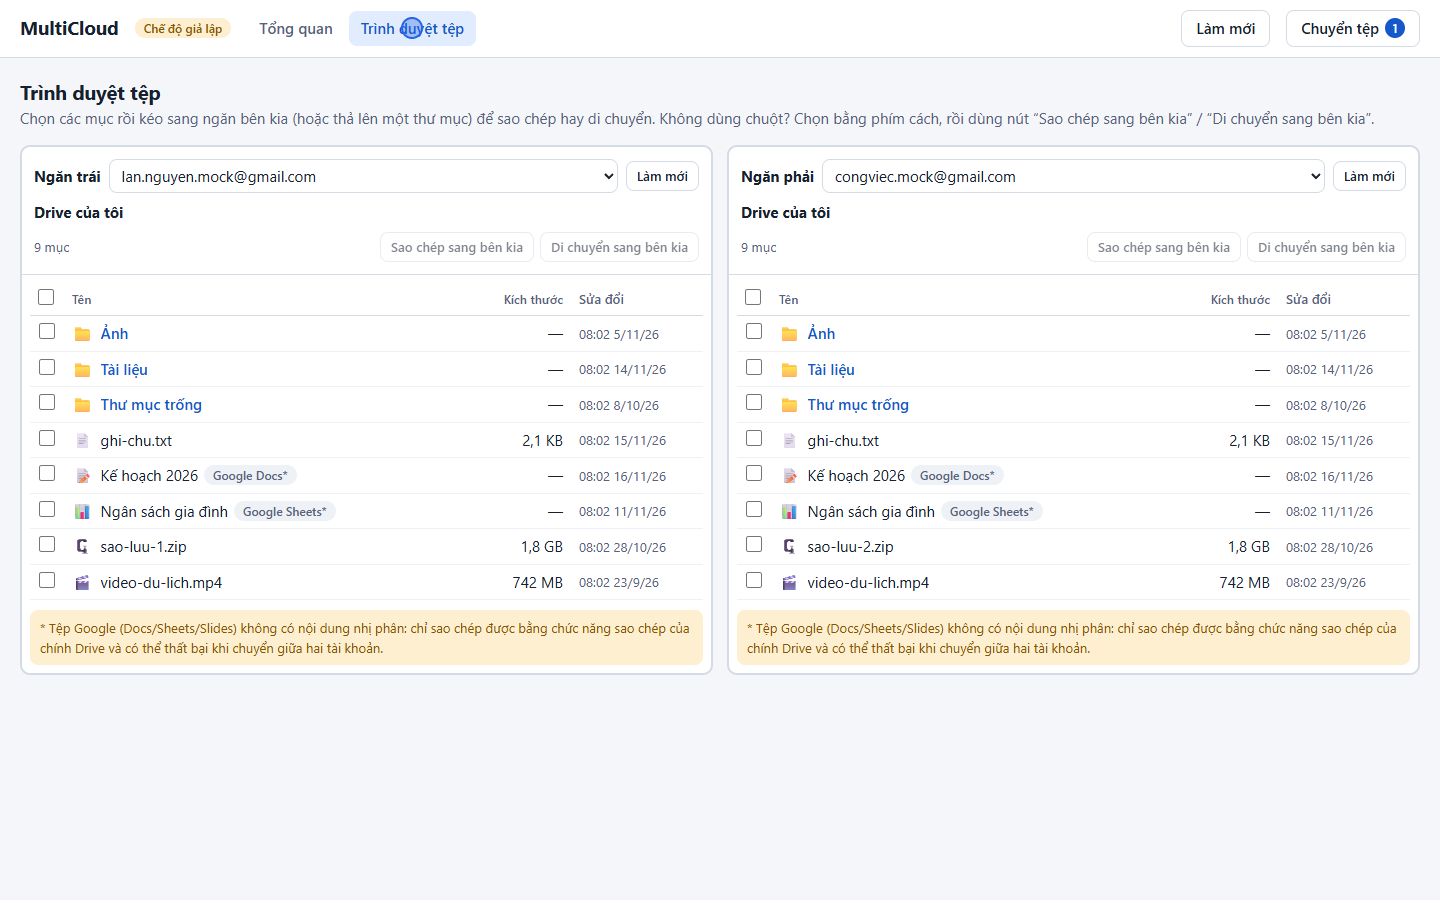 MultiCloud Chế độ giả lập Tổng quan Trình duyệt tệp Làm mới Chuyển tệp 1
Trình duyệt tệp
Chọn các mục rồi kéo sang ngăn bên kia (hoặc thả lên một thư mục) để sao chép hay di chuyển. Không dùng chuột? Chọn bằng phím cách, rồi dùng nút “Sao chép sang bên kia” / “Di chuyển sang bên kia”.
Ngăn trái lan.nguyen.mock@gmail.com Làm mới
Drive của tôi
9 mục Sao chép sang bên kia Di chuyển sang bên kia
Tên Kích thước Sửa đổi
Ảnh — 08:02 5/11/26
Tài liệu — 08:02 14/11/26
Thư mục trống — 08:02 8/10/26
ghi-chu.txt 2,1 KB 08:02 15/11/26
Kế hoạch 2026 Google Docs* — 08:02 16/11/26
Ngân sách gia đình Google Sheets* — 08:02 11/11/26
sao-luu-1.zip 1,8 GB 08:02 28/10/26
video-du-lich.mp4 742 MB 08:02 23/9/26
* Tệp Google (Docs/Sheets/Slides) không có nội dung nhị phân: chỉ sao chép được bằng chức năng sao chép của
chính Drive và có thể thất bại khi chuyển giữa hai tài khoản.
Ngăn phải congviec.mock@gmail.com Làm mới
Drive của tôi
9 mục Sao chép sang bên kia Di chuyển sang bên kia
Tên Kích thước Sửa đổi
Ảnh — 08:02 5/11/26
Tài liệu — 08:02 14/11/26
Thư mục trống — 08:02 8/10/26
ghi-chu.txt 2,1 KB 08:02 15/11/26
Kế hoạch 2026 Google Docs* — 08:02 16/11/26
Ngân sách gia đình Google Sheets* — 08:02 11/11/26
sao-luu-2.zip 1,8 GB 08:02 28/10/26
video-du-lich.mp4 742 MB 08:02 23/9/26
* Tệp Google (Docs/Sheets/Slides) không có nội dung nhị phân: chỉ sao chép được bằng chức năng sao chép của
chính Drive và có thể thất bại khi chuyển giữa hai tài khoản.